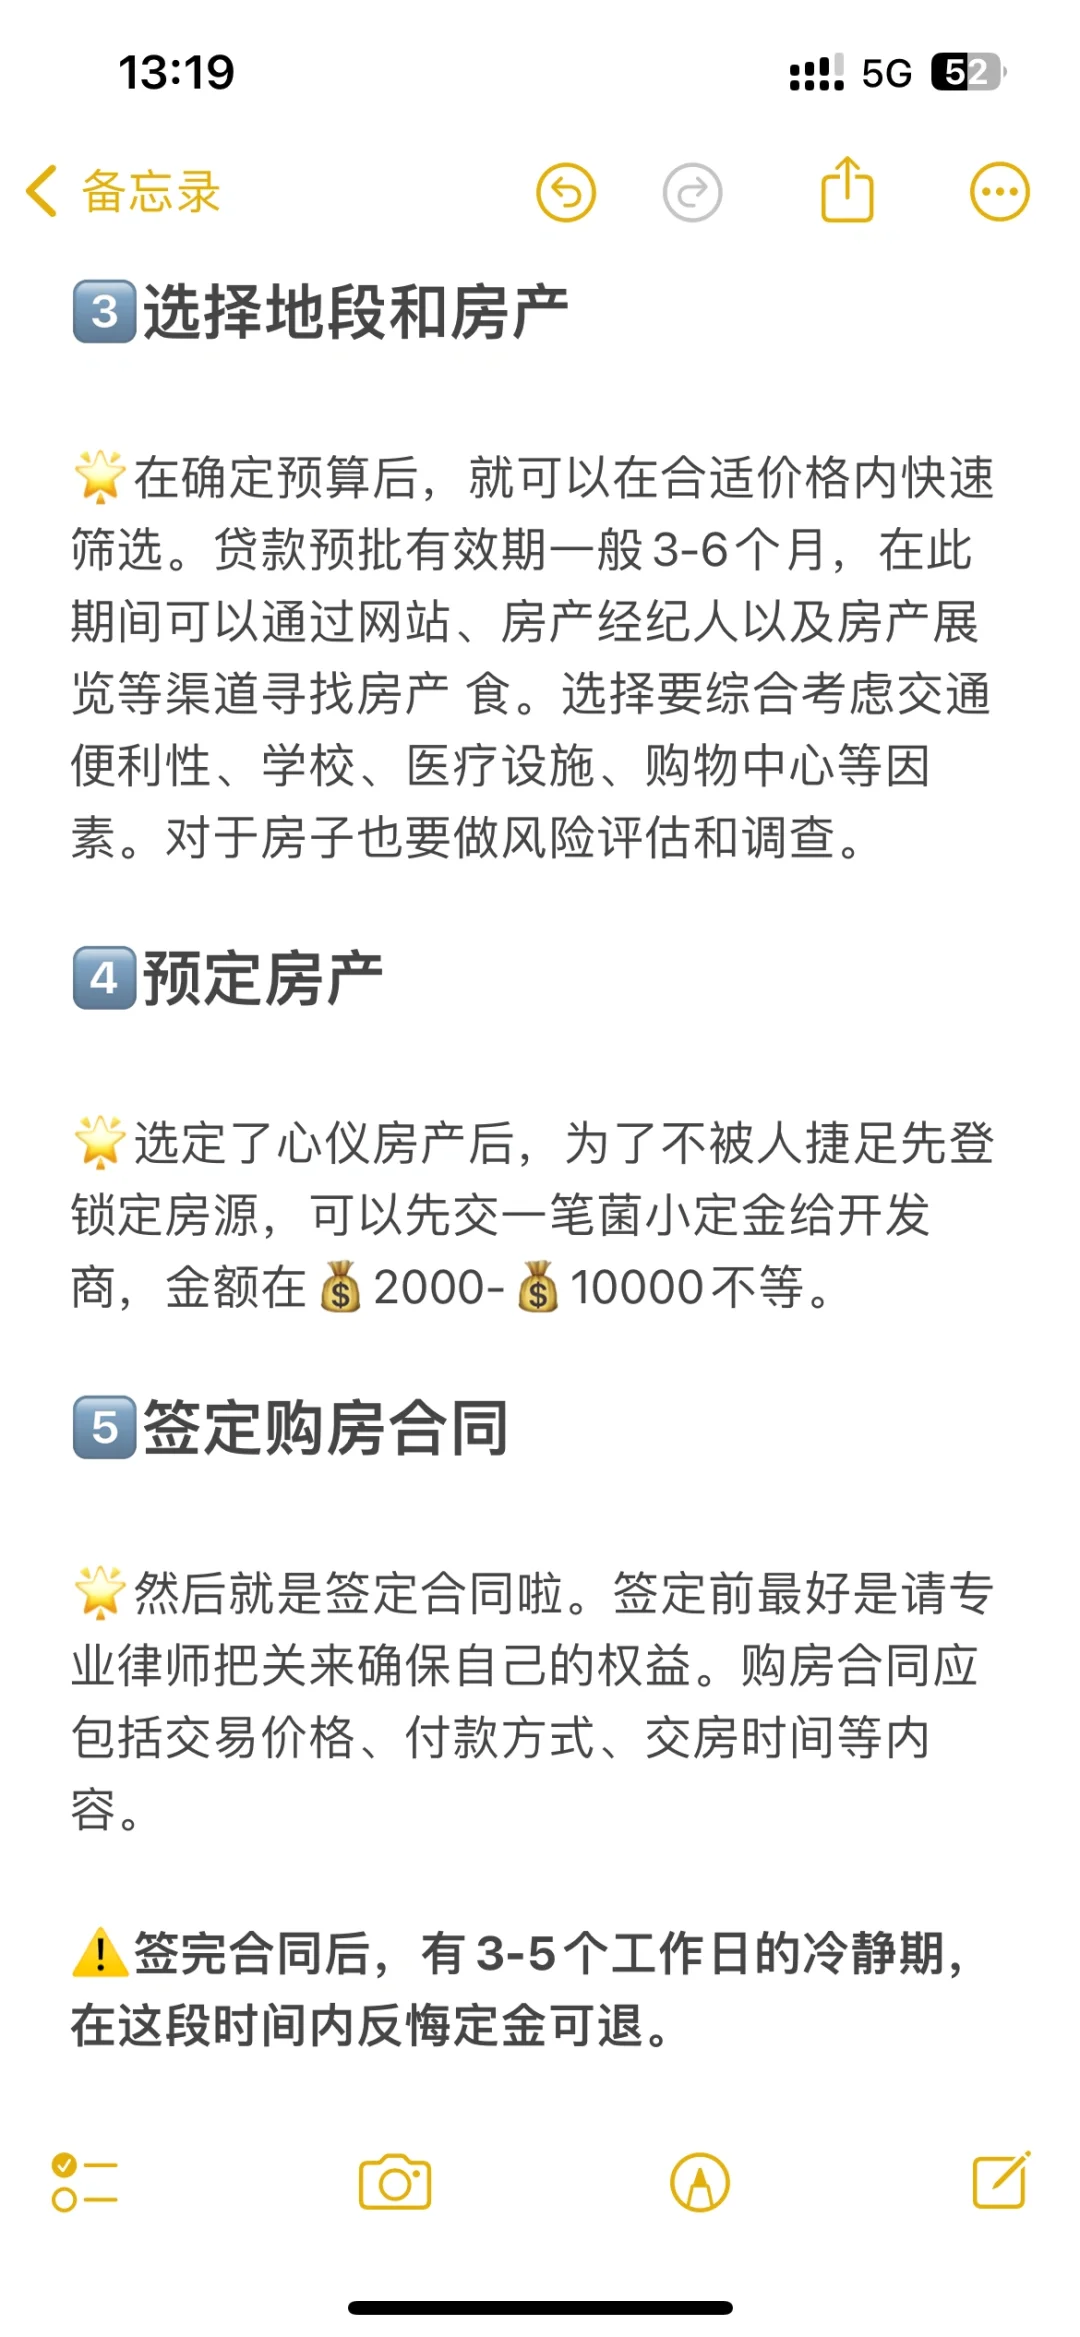 13:19
5G 52
备忘录
3️⃣选择地段和房产
🌟在确定预算后，就可以在合适价格内快速
筛选。贷款预批有效期一般3-6个月，在此
期间可以通过网站、房产经纪人以及房产展
览等渠道寻找房产 食。选择要综合考虑交通
便利性、学校、医疗设施、购物中心等因
素。对于房子也要做风险评估和调查。
4️⃣预定房产
🌟选定了心仪房产后，为了不被人捷足先登
锁定房源，可以先交一笔菌小定金给开发
商，金额在💰2000-💰10000不等。
5️⃣签定购房合同
🌟然后就是签定合同啦。签定前最好是请专
业律师把关来确保自己的权益。购房合同应
包括交易价格、付款方式、交房时间等内
容。
⚠️签完合同后，有3-5个工作日的冷静期，
在这段时间内反悔定金可退。